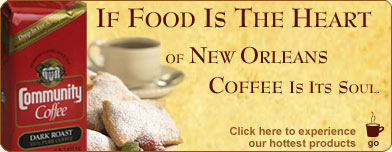 IF FOOD IS THE HEART
OF NEW ORLEANS
COFFEE IS ITS SOUL
Community
Coffee
DARK ROAST
Click here to experience
our hottest products
go